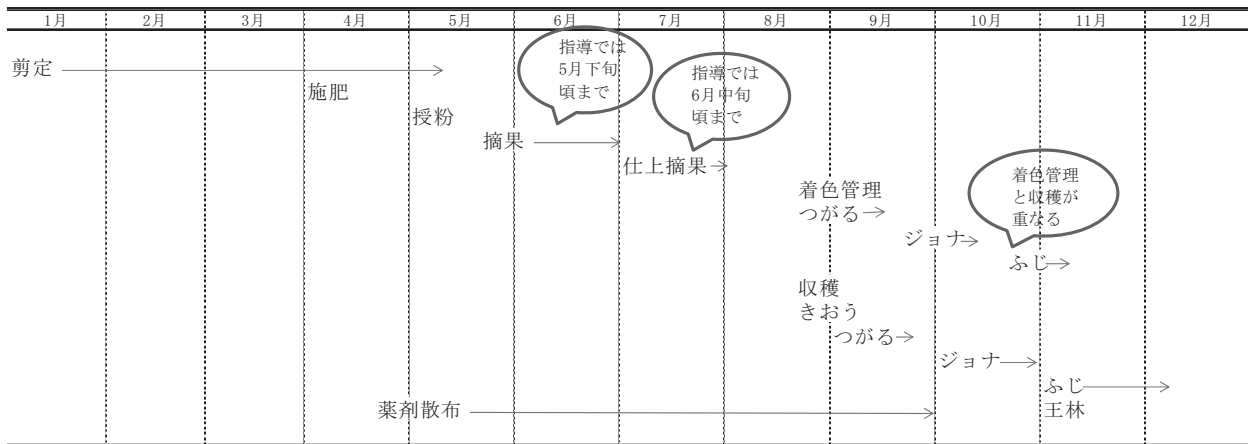 1月 2月 3月 4月 5月 6月 7月 8月 9月 10月 11月 12月
剪定
指導では
5月下旬
頃まで
指導では
6月中旬
頃まで
施肥
授粉
摘果
仕上摘果
着色管理
つがる
着色管理
と収穫が
重なる
ジョナ
ふじ
収穫
きおう
つがる
ジョナ
ふじ
薬剤散布
王林